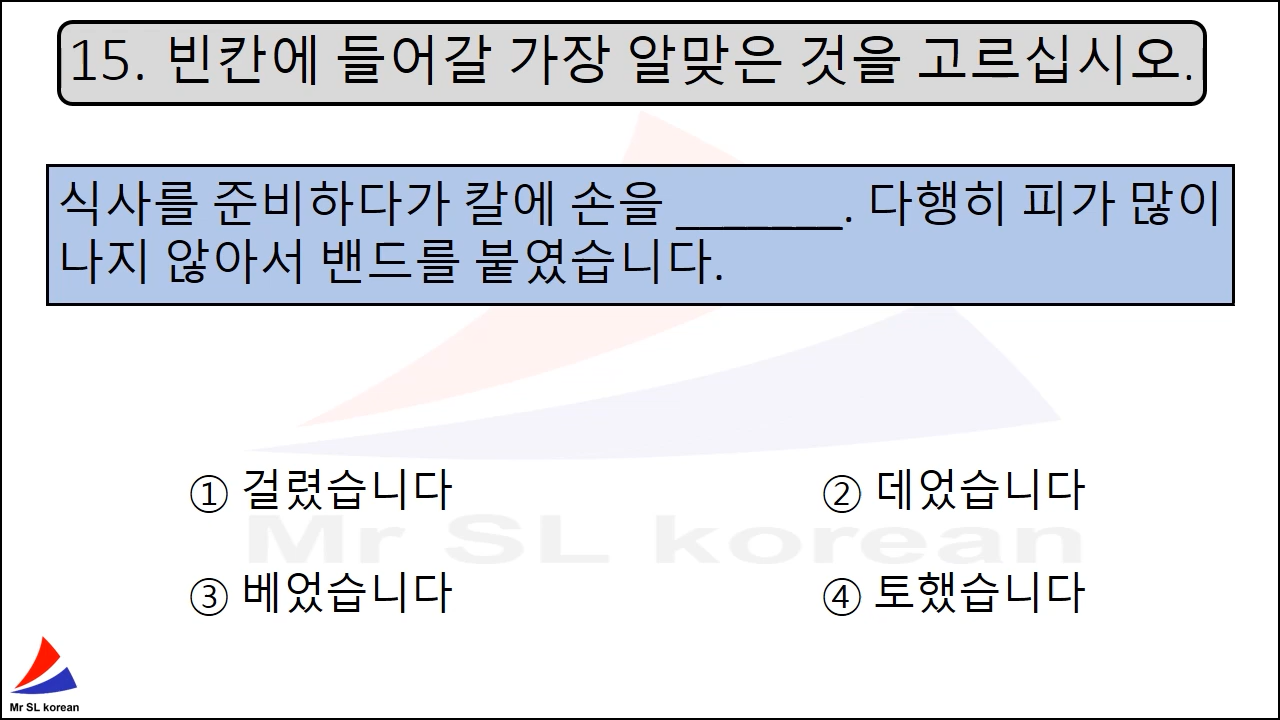 15. 빈칸에 들어갈 가장 알맞은 것을 고르십시오.
식사를 준비하다가 칼에 손을 _______. 다행히 피가 많이
나지 않아서 밴드를 붙였습니다.
① 걸렸습니다
② 데었습니다
Mr SL korean
③ 베었습니다
④ 토했습니다
Mr SL korean